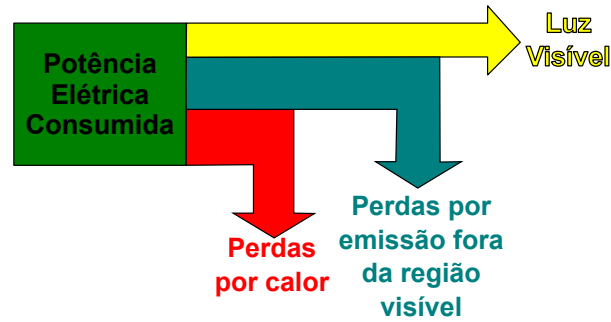 Potência
Elétrica
Consumida
Luz
Visível
Perdas
por calor
Perdas por
emissão fora
da região
visível